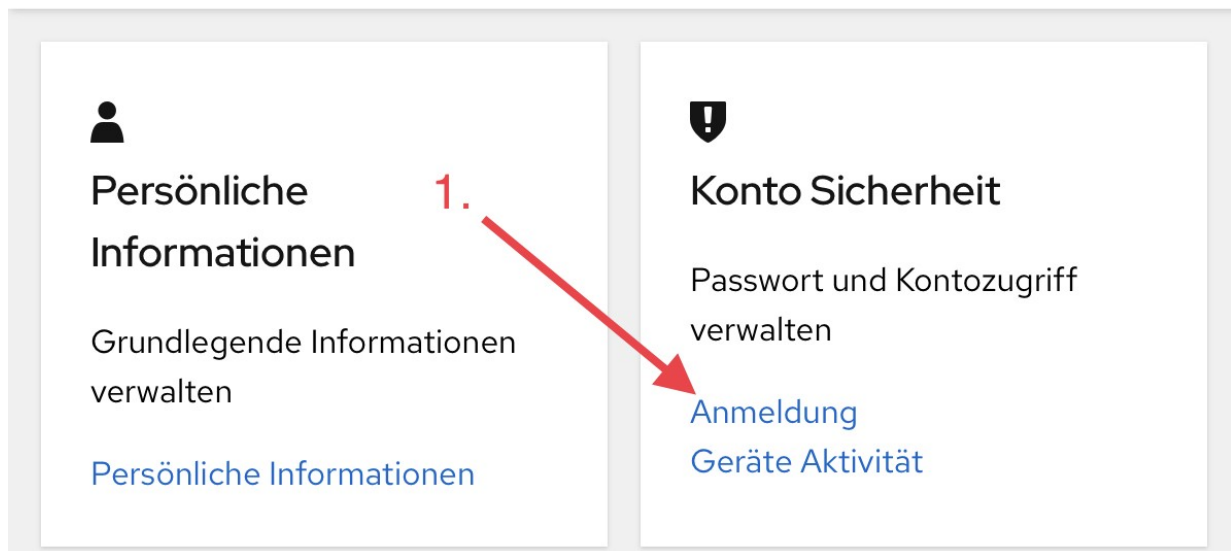 Persönliche
Informationen
Grundlegende Informationen
verwalten
Persönliche Informationen
1.
Konto Sicherheit
Passwort und Kontozugriff
verwalten
Anmeldung
Geräte Aktivität